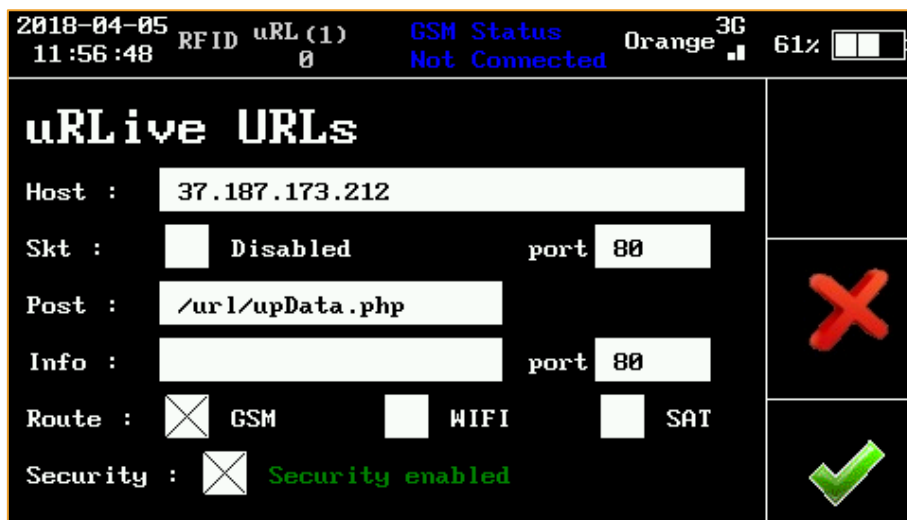 2018-04-05 RFID uRL(1) GSM Status Orange 3G 61%
11:56:48 0 Not Connected
uRLive URLs
Host : 37.187.173.212
Skt : Disabled port 80
Post : /url/upData.php
Info : port 80
Route : GSM WIFI SAT
Security : Security enabled